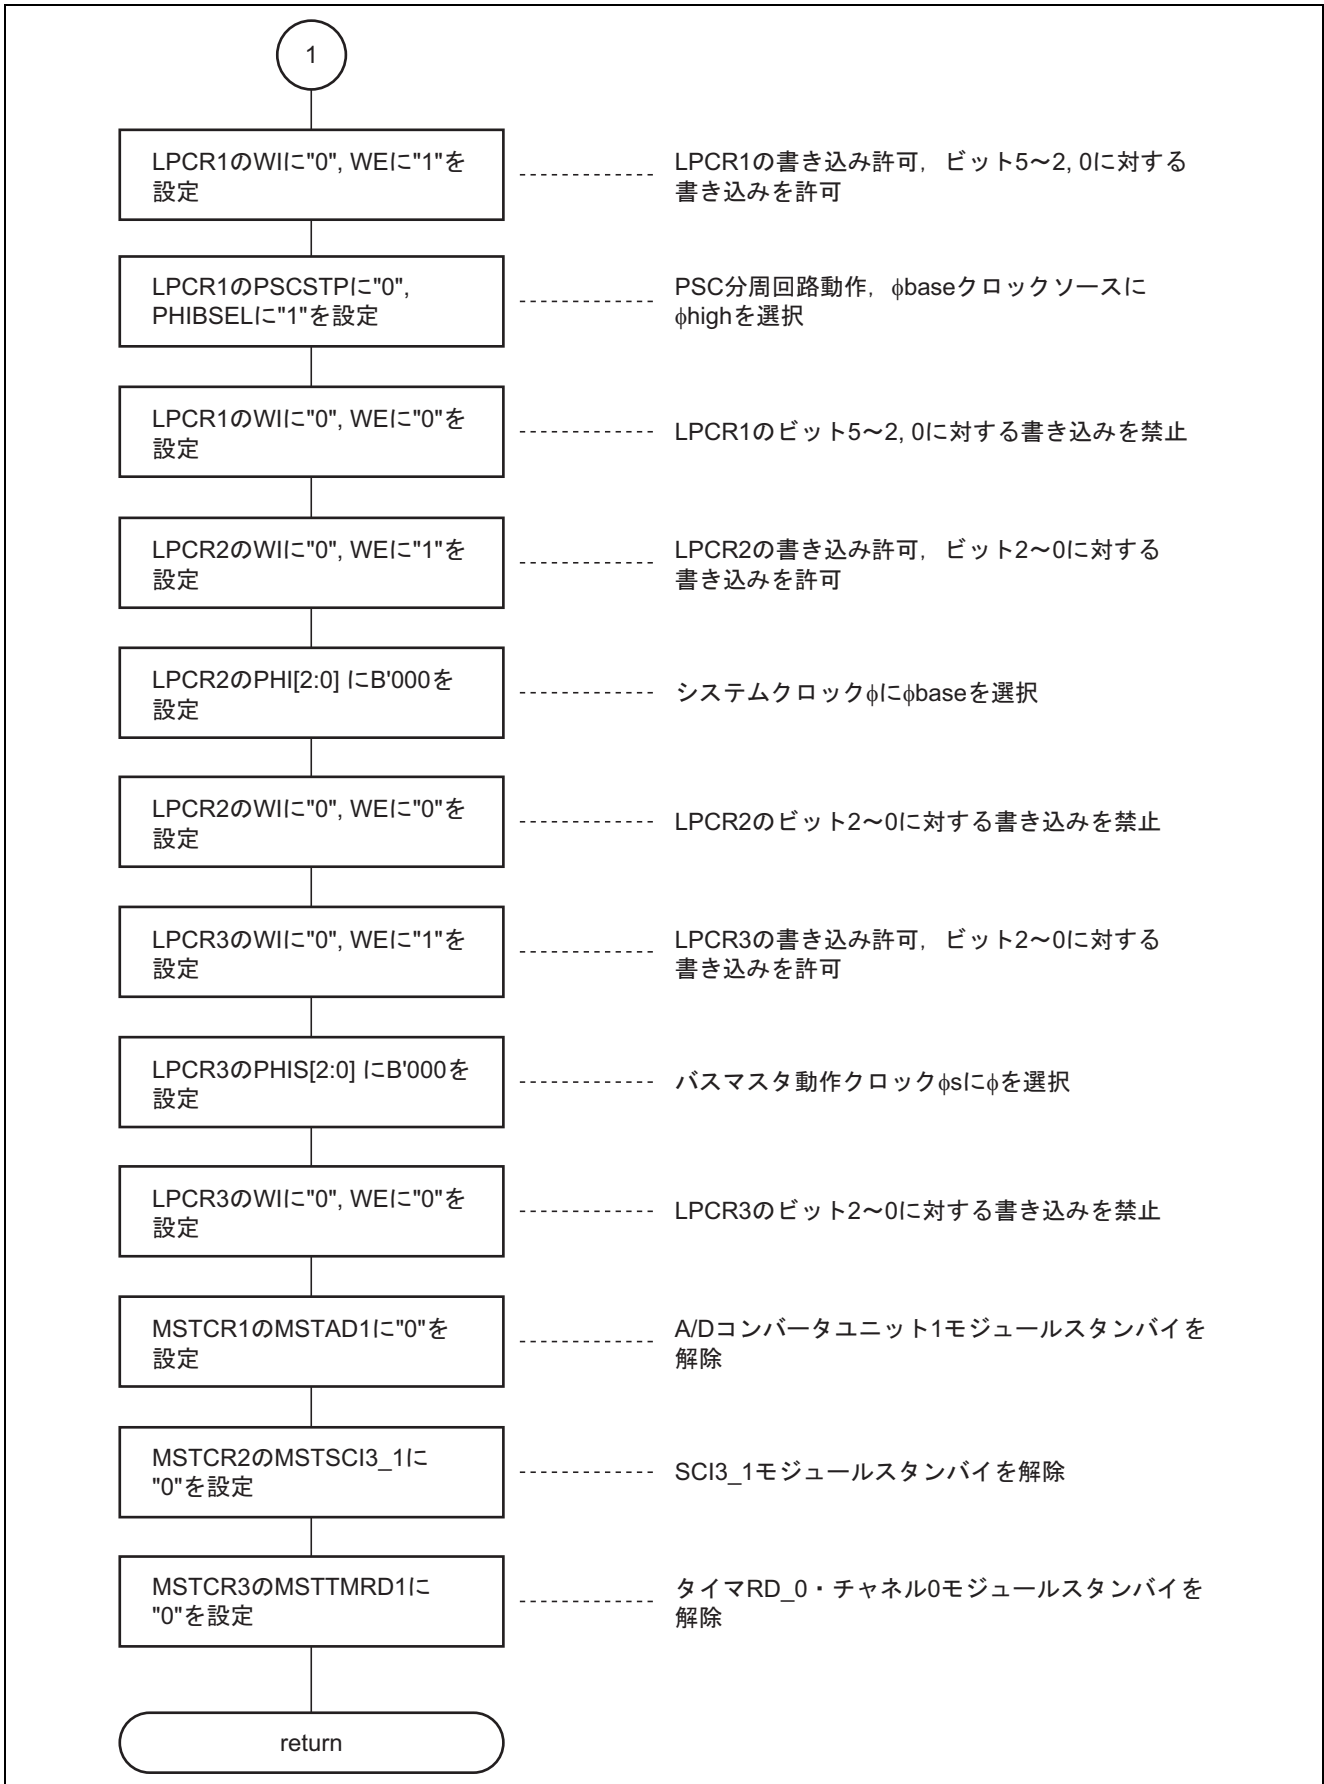 1
LPCR1のWIに"0", WEに"1"を
設定
LPCR1の書き込み許可，ビット5～2, 0に対する
書き込みを許可
LPCR1のPSCSTPに"0",
PHIBSELに"1"を設定
PSC分周回路動作，φbaseクロックソースに
φhighを選択
LPCR1のWIに"0", WEに"0"を
設定
LPCR1のビット5～2, 0に対する書き込みを禁止
LPCR2のWIに"0", WEに"1"を
設定
LPCR2の書き込み許可，ビット2～0に対する
書き込みを許可
LPCR2のPHI[2:0] にB'000を
設定
システムクロックφにφbaseを選択
LPCR2のWIに"0", WEに"0"を
設定
LPCR2のビット2～0に対する書き込みを禁止
LPCR3のWIに"0", WEに"1"を
設定
LPCR3の書き込み許可，ビット2～0に対する
書き込みを許可
LPCR3のPHIS[2:0] にB'000を
設定
バスマスタ動作クロックφsにφを選択
LPCR3のWIに"0", WEに"0"を
設定
LPCR3のビット2～0に対する書き込みを禁止
MSTCR1のMSTAD1に"0"を
設定
A/Dコンバータユニット1モジュールスタンバイを
解除
MSTCR2のMSTSCI3_1に
"0"を設定
SCI3_1モジュールスタンバイを解除
MSTCR3のMSTTMRD1に
"0"を設定
タイマRD_0・チャネル0モジュールスタンバイを
解除
return